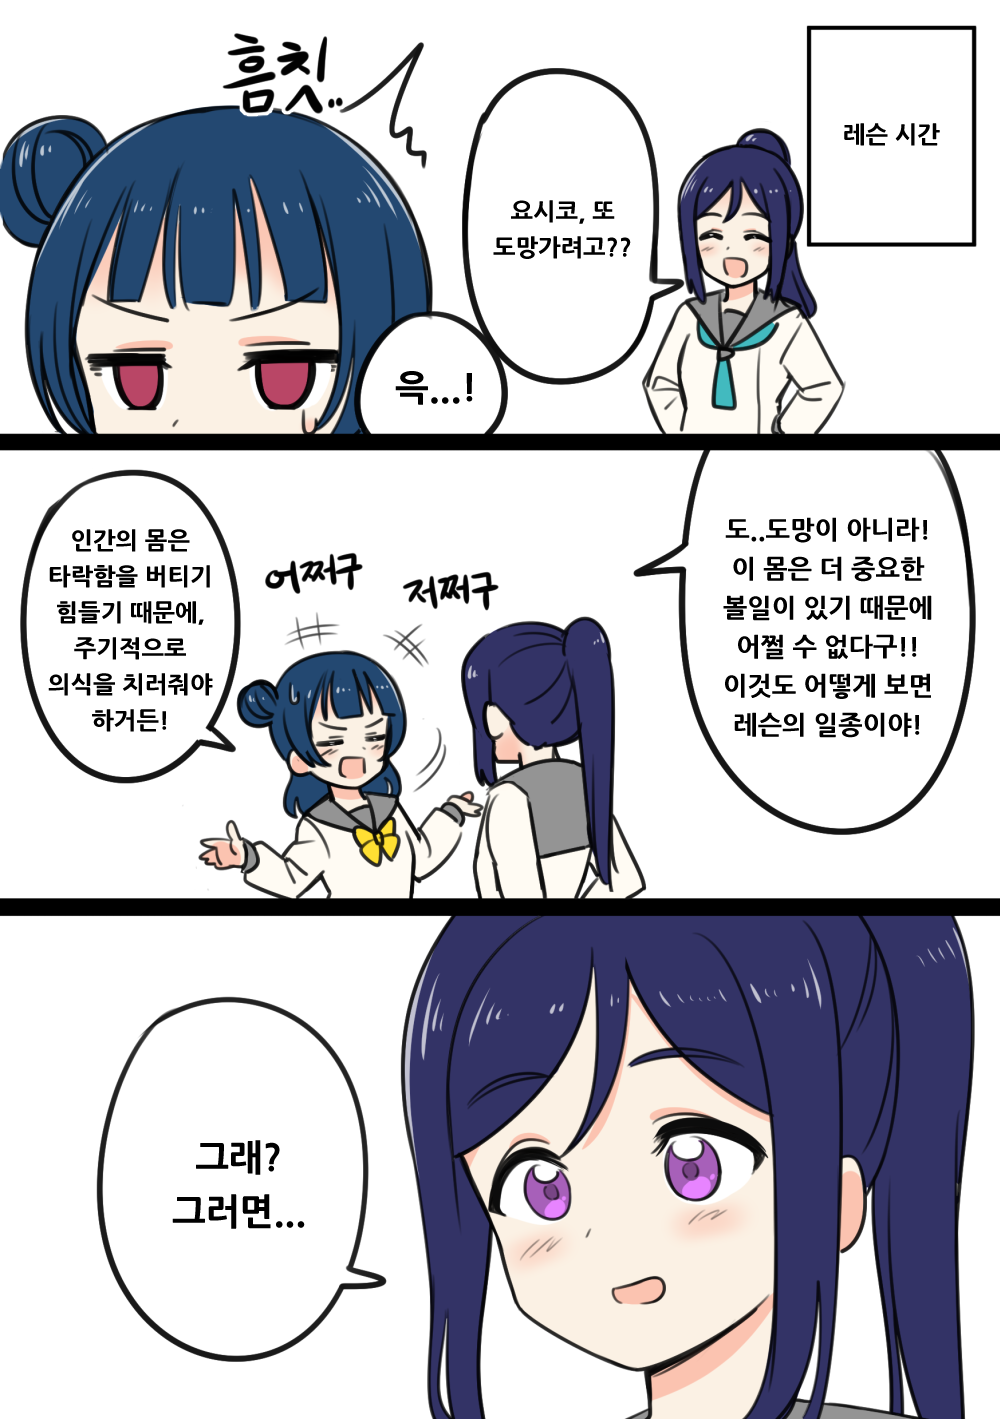 레슨 시간
요시코, 또
도망가려고??
흠칫..
윽...!
도..도망이 아니라!
이 몸은 더 중요한
볼일이 있기 때문에
어쩔 수 없다구!!
이것도 어떻게 보면
레슨의 일종이야!
어쩌구
저쩌구
인간의 몸은
타락함을 버티기
힘들기 때문에,
주기적으로
의식을 치러줘야
하거든!
그래?
그러면...